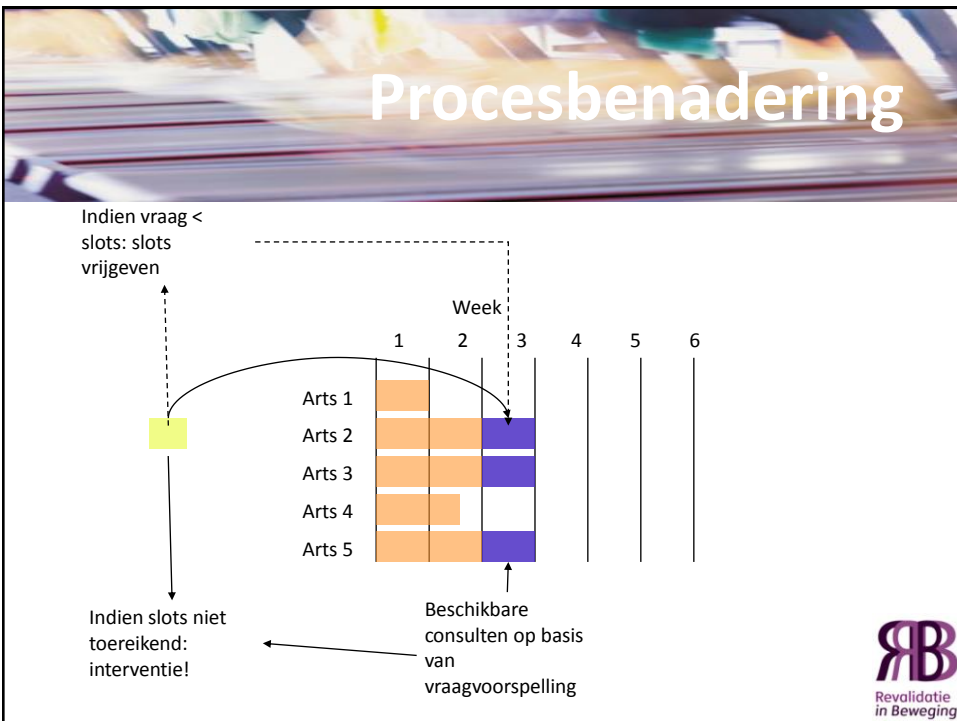 Procesbenadering
Indien vraag <
slots: slots
vrijgeven
Week
1 2 3 4 5 6
Arts 1
Arts 2
Arts 3
Arts 4
Arts 5
Indien slots niet
toereikend:
interventie!
Beschikbare
consulten op basis
van
vraagvoorspelling
RRB
Revalidatie
in Beweging